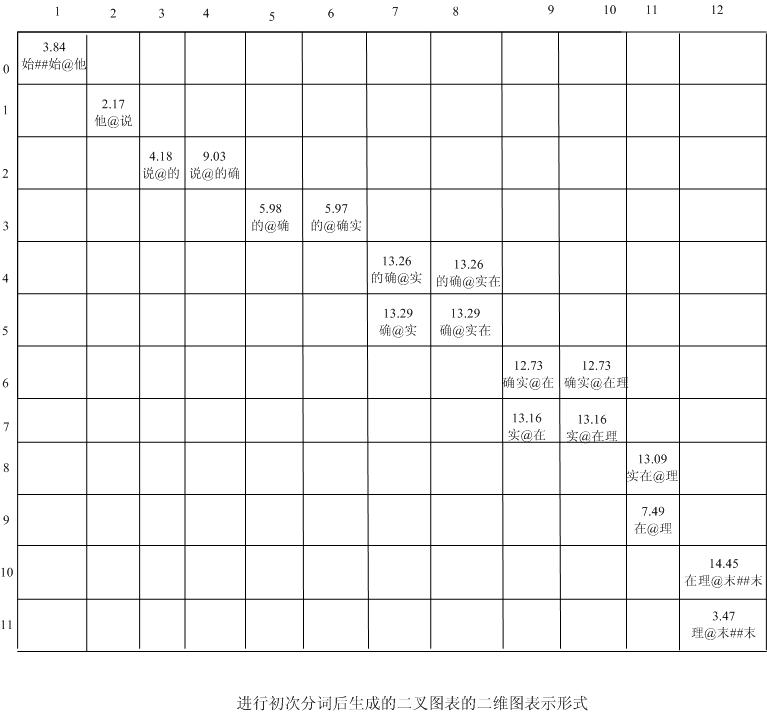 1 2 3 4 5 6 7 8 9 10 11 12
0
3.84
始##始@他
1
2.17
他@说
2
4.18 9.03
说@的 说@的确
3
5.98 5.97
的@确 的@确实
4
13.26 13.26
的确@实 的确@实在
5
13.29 13.29
确@实 确@实在
6
12.73 12.73
确实@在 确实@在理
7
13.16 13.16
实@在 实@在理
8
13.09
实在@理
9
7.49
在@理
10
14.45
在理@末##末
11
3.47
理@末##末
进行初次分词后生成的二叉图表的二维图表示形式